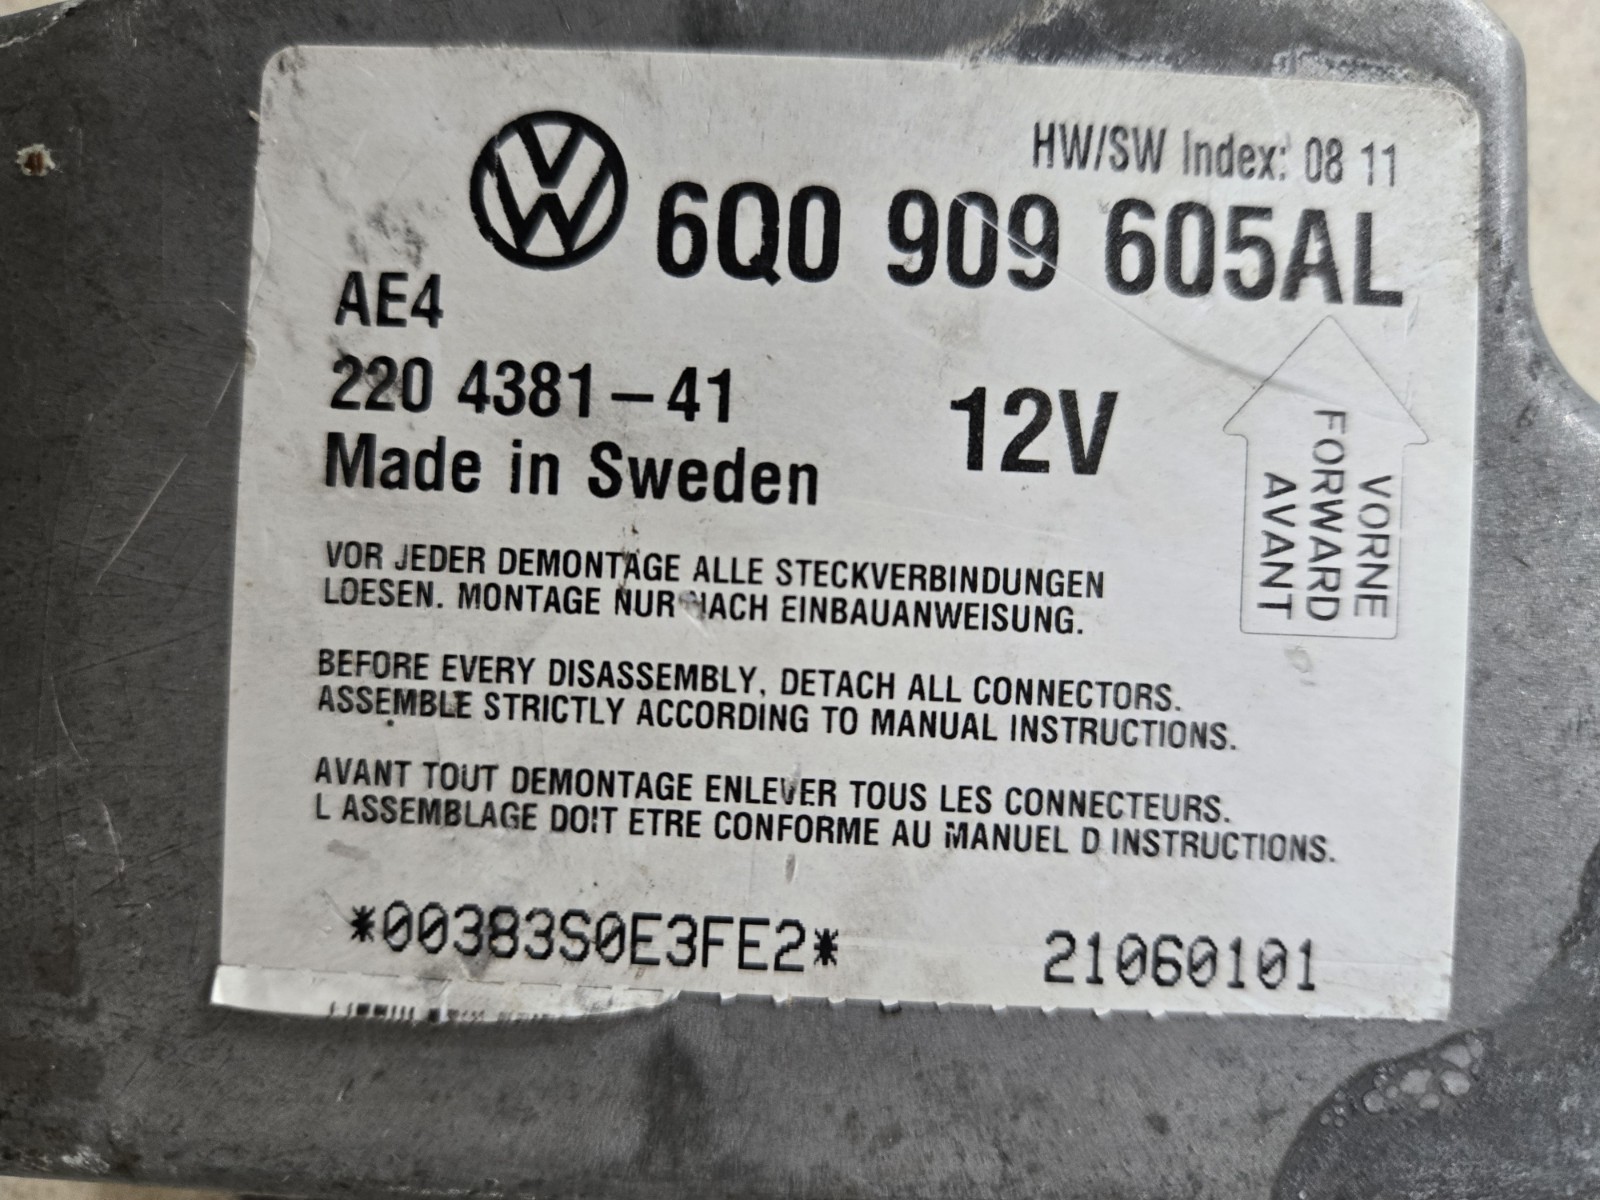 HW/SW Index: 08 11
6Q0 909 605AL
AE4
220 4381-41
12V
Made in Sweden
VORNE
FORWARD
AVANT
VOR JEDER DEMONTAGE ALLE STECKVERBINDUNGEN
LOESEN. MONTAGE NUR NACH EINBAUANWEISUNG.
BEFORE EVERY DISASSEMBLY, DETACH ALL CONNECTORS.
ASSEMBLE STRICTLY ACCORDING TO MANUAL INSTRUCTIONS.
AVANT TOUT DEMONTAGE ENLEVER TOUS LES CONNECTEURS.
L ASSEMBLAGE DOIT ETRE CONFORME AU MANUEL D INSTRUCTIONS.
*00383S0E3FE2*
21060101